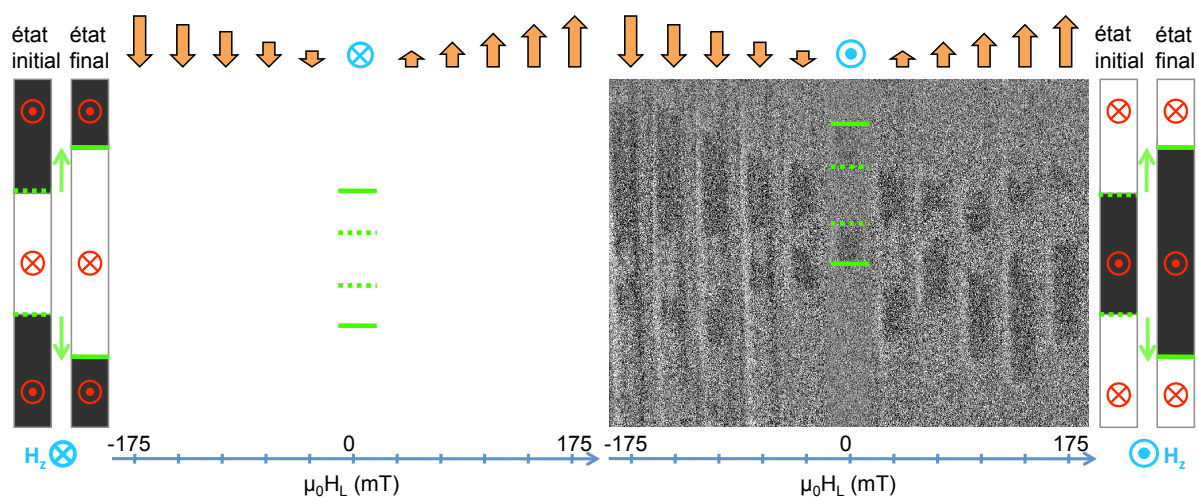 état
initial
état
final
état
initial
état
final
Hz
-175
0
175
μ0HL (mT)
-175
0
175
μ0HL (mT)
Hz